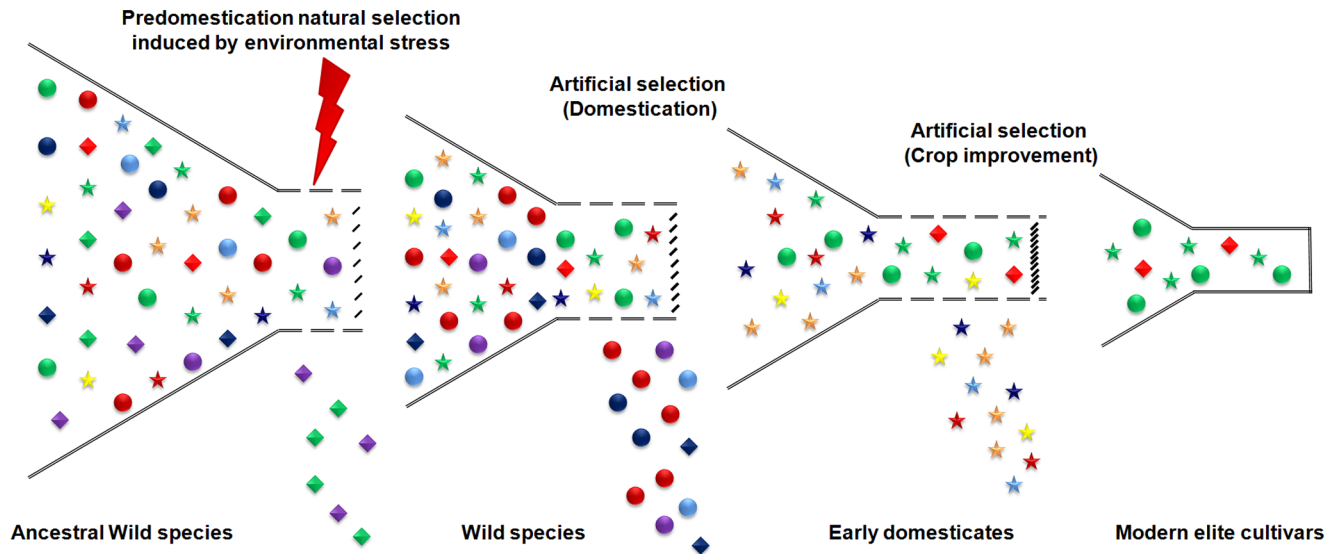 Predomestication natural selection
induced by environmental stress
Artificial selection
(Domestication)
Artificial selection
(Crop improvement)
Ancestral Wild species
Wild species
Early domesticates
Modern elite cultivars